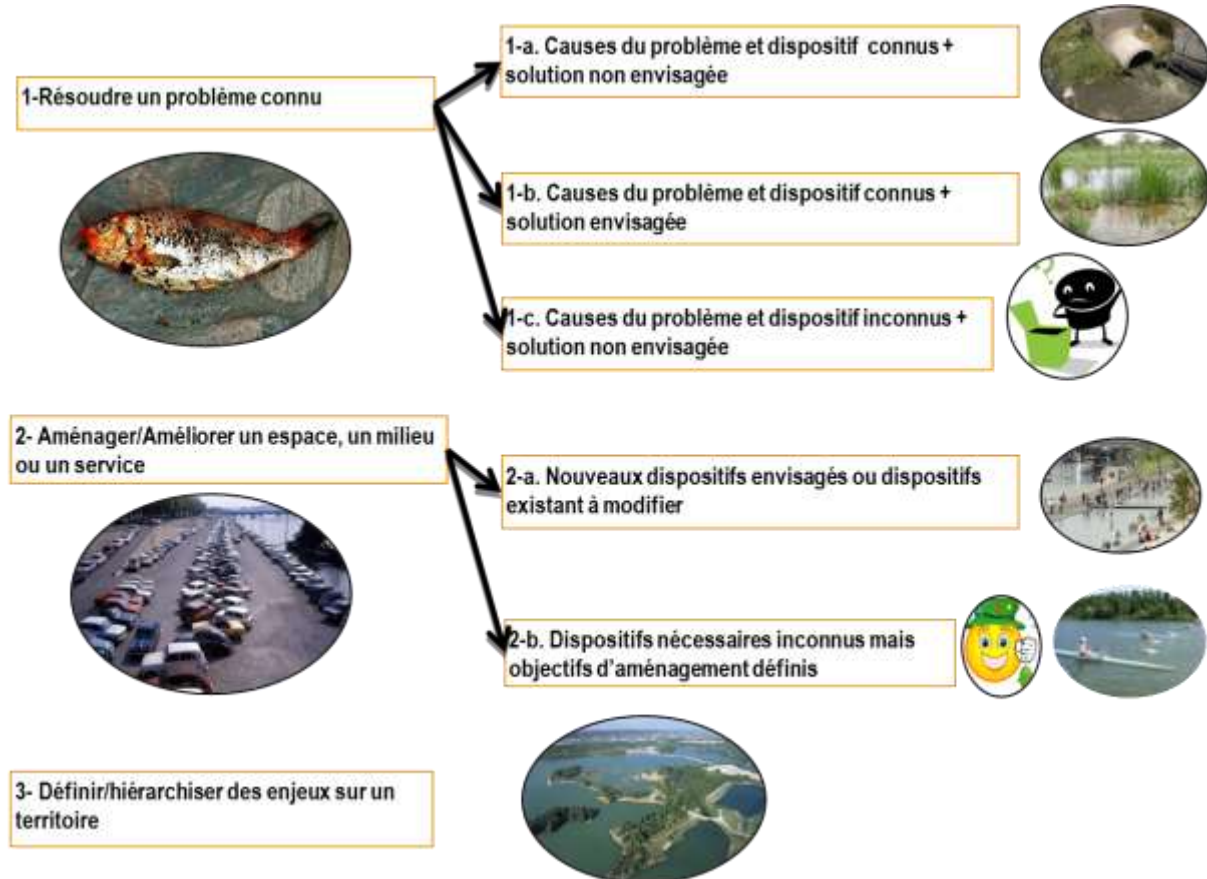 1-Résoudre un problème connu
1-a. Causes du problème et dispositif connus +
solution non envisagée
1-b. Causes du problème et dispositif connus +
solution envisagée
1-c. Causes du problème et dispositif inconnus +
solution non envisagée
2- Aménager/Améliorer un espace, un milieu
ou un service
2-a. Nouveaux dispositifs envisagés ou dispositifs
existant à modifier
2-b. Dispositifs nécessaires inconnus mais
objectifs d'aménagement définis
3- Définir/hiérarchiser des enjeux sur un
territoire